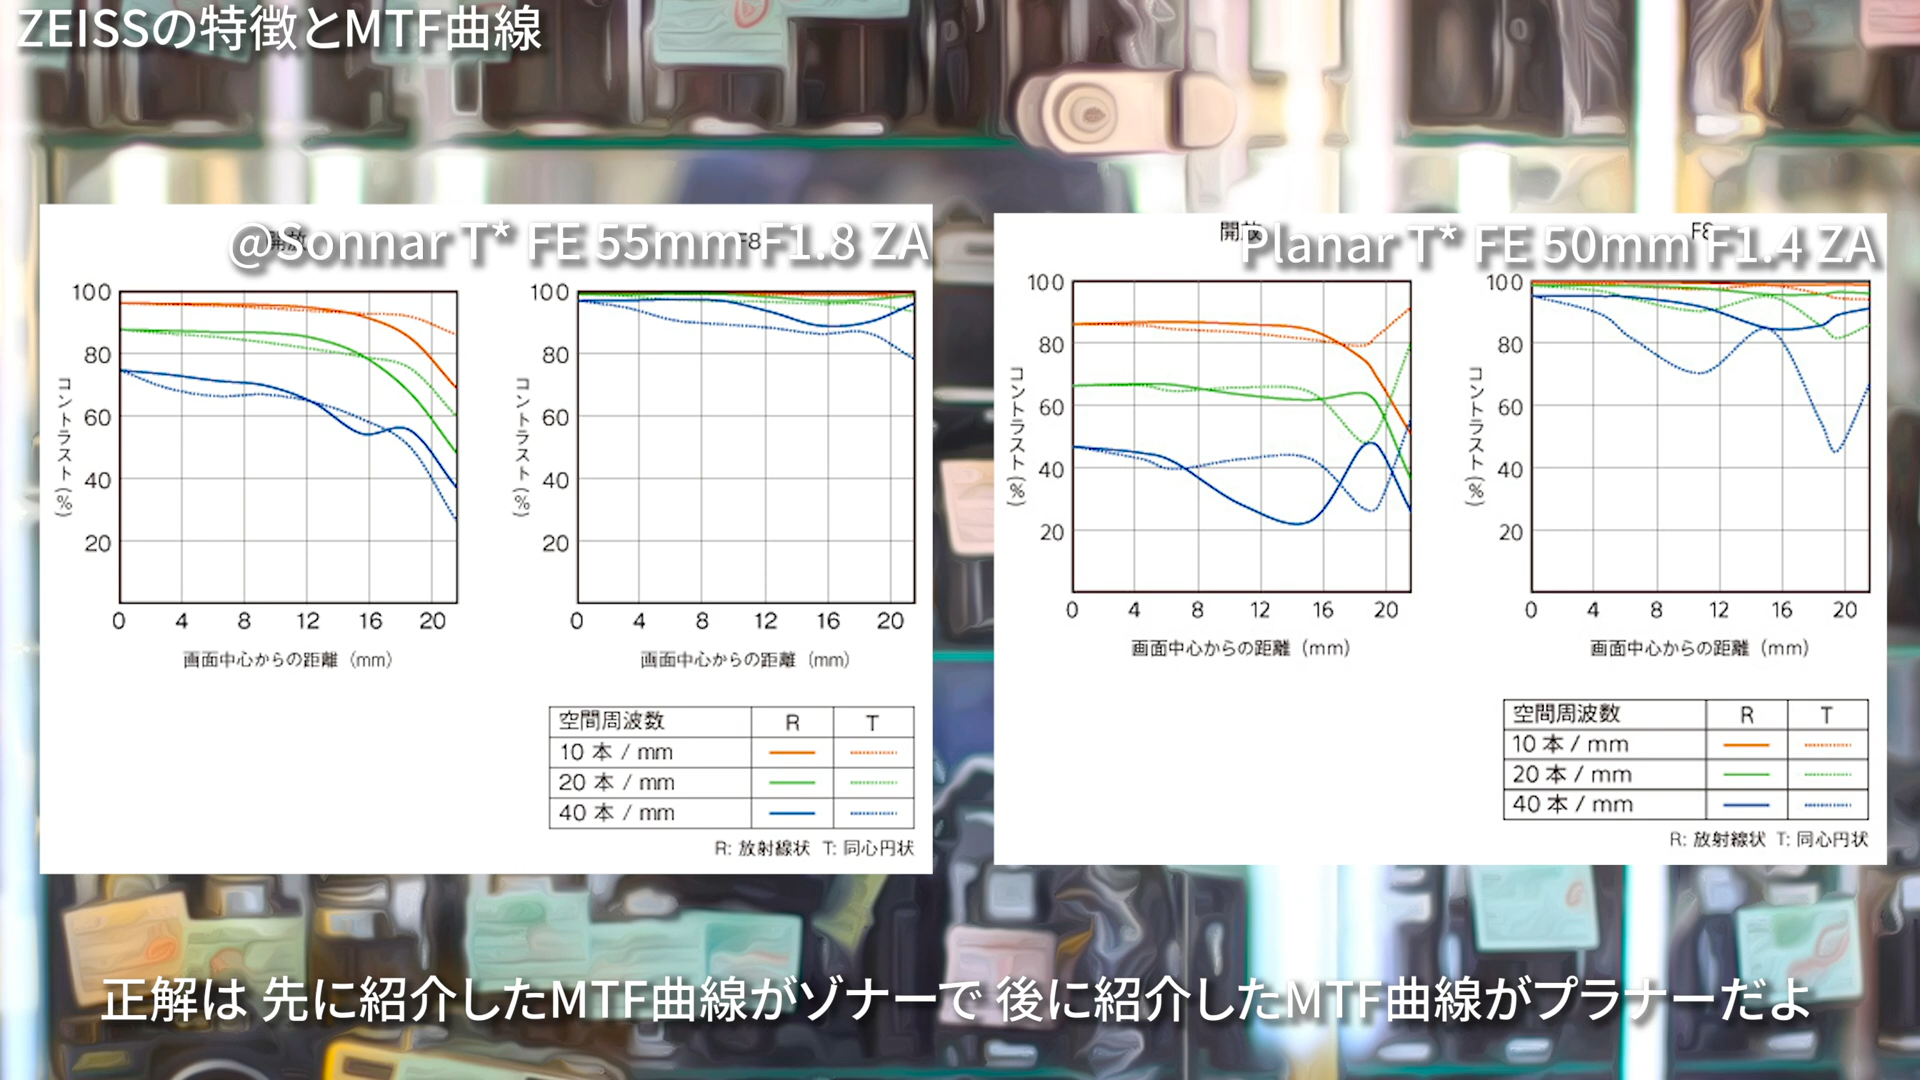 ZEISSの特徴とMTF曲線
@Sonnar T* FE 55mm F1.8 ZA
開放
F8
100
80
60
40
20
コントラスト(%)
0 4 8 12 16 20
画面中心からの距離 (mm)
100
80
60
40
20
コントラスト(%)
0 4 8 12 16 20
画面中心からの距離 (mm)
空間周波数 R T
10 本 / mm
20 本 / mm
40 本 / mm
R: 放射線状 T: 同心円状
Planar T* FE 50mm F1.4 ZA
開放
F8
100
80
60
40
20
コントラスト(%)
0 4 8 12 16 20
画面中心からの距離 (mm)
100
80
60
40
20
コントラスト(%)
0 4 8 12 16 20
画面中心からの距離 (mm)
空間周波数 R T
10 本 / mm
20 本 / mm
40 本 / mm
R: 放射線状 T: 同心円状
正解は 先に紹介したMTF曲線がゾナーで 後に紹介したMTF曲線がプラナーだよ